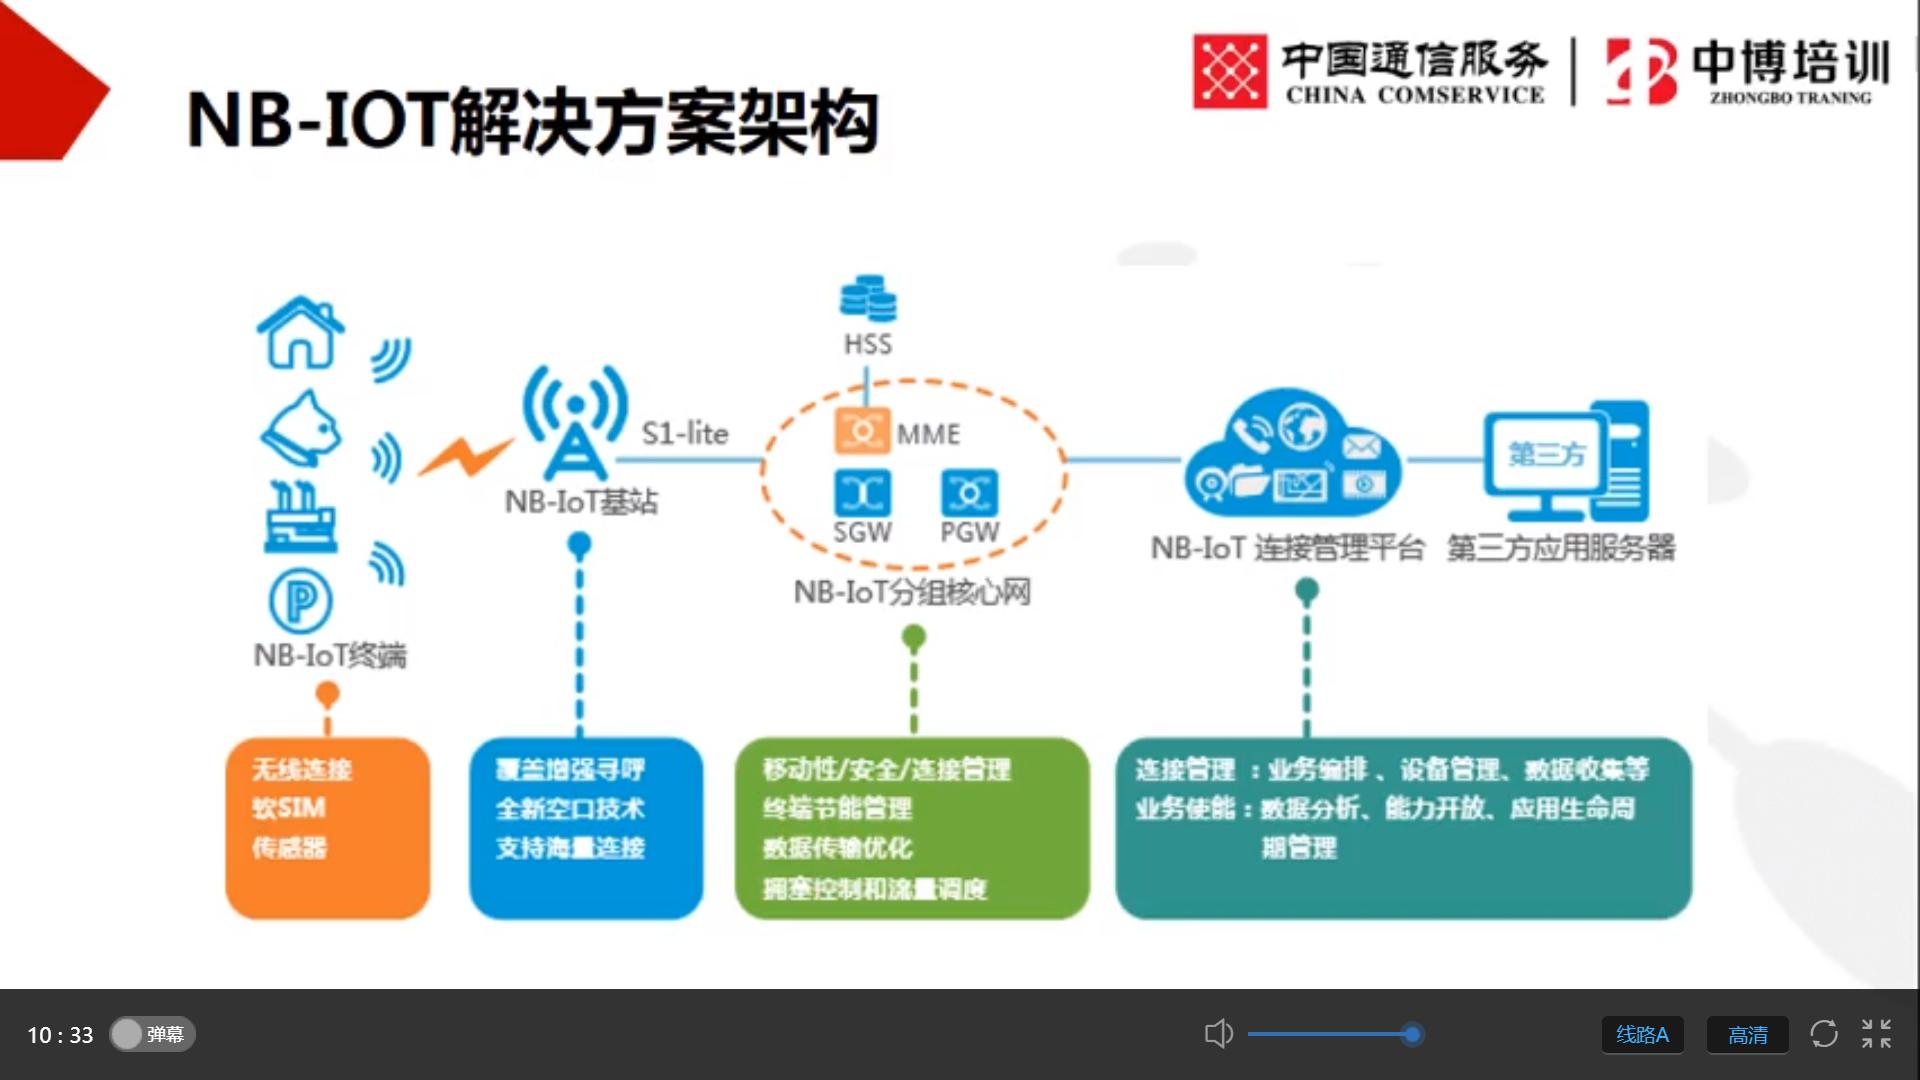 中国通信服务
CHINA COMSERVICE
中博培训
ZHONGBO TRANING
NB-IOT解决方案架构
HSS
MME
S1-lite
SGW
PGW
第三方
NB-IoT基站
NB-IoT 连接管理平台
第三方应用服务器
NB-IoT分组核心网
P
NB-IoT终端
无线连接
软SIM
传感器
覆盖增强寻呼
全新空口技术
支持海量连接
移动性/安全/连接管理
终端节能管理
数据传输优化
拥塞控制和流量调度
连接管理 ：业务编排 、设备管理、数据收集等
业务使能：数据分析、能力开放、应用生命周
期管理
10 : 33
弹幕
线路A
高清